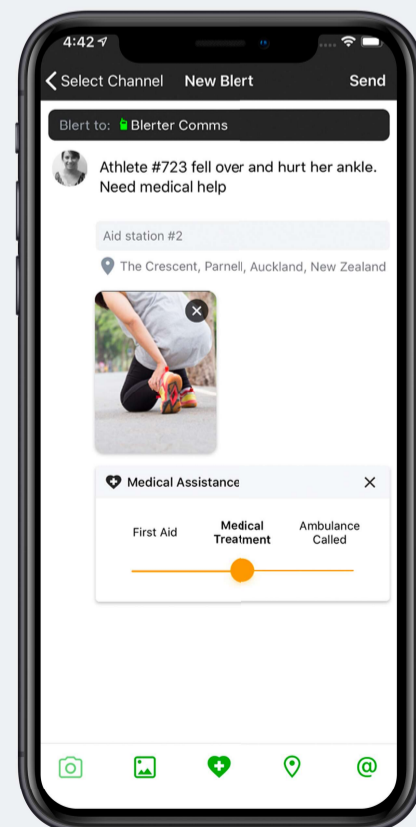 4:42
Select Channel New Blert Send
Blert to: Blerter Comms
Athlete #723 fell over and hurt her ankle.
Need medical help
Aid station #2
The Crescent, Parnell, Auckland, New Zealand
Medical Assistance
First Aid Medical Treatment Ambulance Called